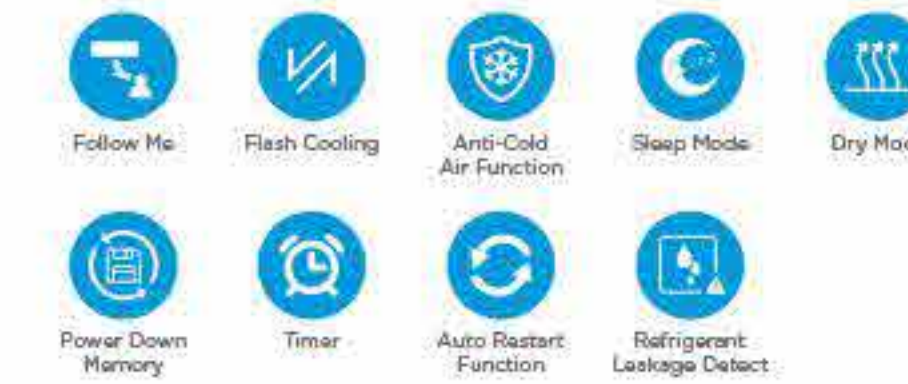 Follow Me
Flash Cooling
Anti-Cold
Air Function
Sleep Mode
Dry
Power Down
Memory
Timer
Auto Restart
Function
Refrigerant
Leakage Detect